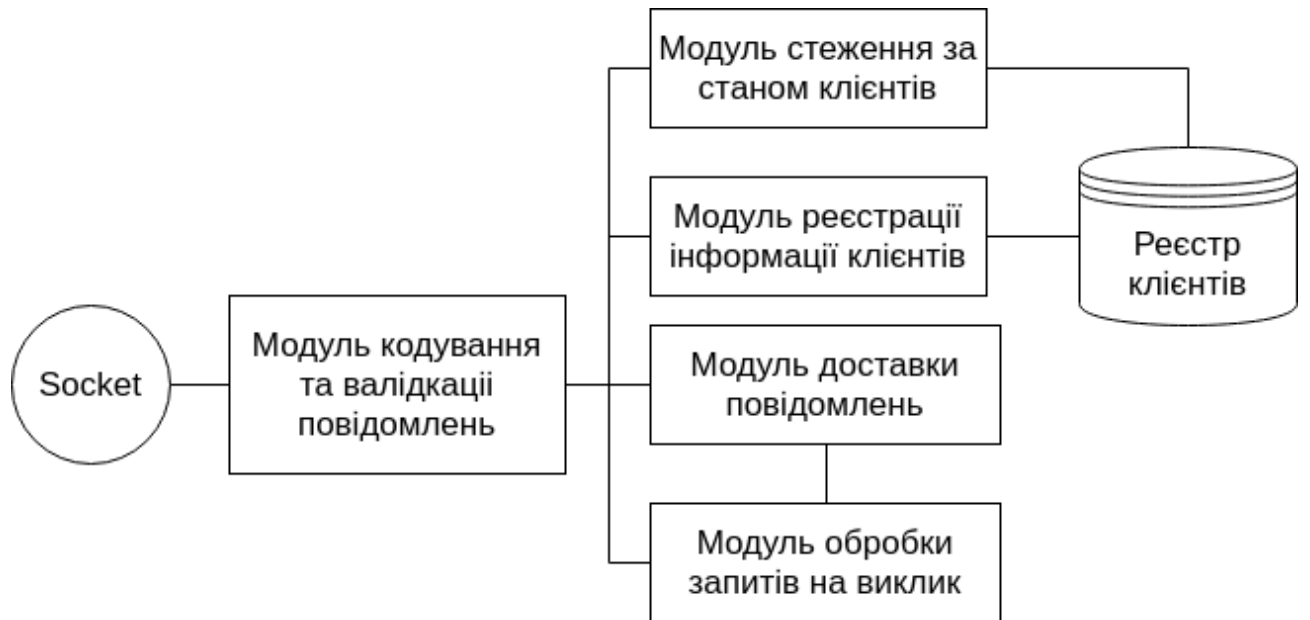 Модуль стеження за
станом клієнтів
Модуль реєстрації
інформації клієнтів
Реєстр
клієнтів
Socket
Модуль кодування
та валідкаціі
повідомлень
Модуль доставки
повідомлень
Модуль обробки
запитів на виклик